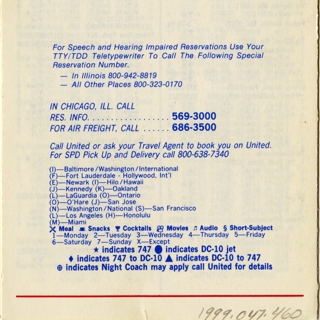 For Speech and Hearing Impaired Reservations Use Your
TTY/TDD Teletypewriter To Call The Following Special
Reservation Number.
— In Illinois 800-942-8819
— All Other Places 800-323-0170
IN CHICAGO, ILL. CALL
RES. INFO. . . . . . . . . . . . . . . . . 569-3000
FOR AIR FREIGHT, CALL . . . . . . 686-3500
Call United or ask your Travel Agent to book you on United.
For SPD Pick Up and Delivery call 800-638-7340
(I)—Baltimore/Washington/International
(F)—Fort Lauderdale - Hollywood, Int'l
(E)—Newark (I)—Hilo/Hawaii
(J)—Kennedy (K)—Oakland
(L)—LaGuardia (O)—Ontario
(O)—O'Hare (J)—San Jose
(N)—Washington/National (S)—San Francisco
(L)—Los Angeles (H)—Honolulu
(M)—Miami
Meal Snacks Cocktails Movies Audio § Short-Subject
1—Monday 2—Tuesday 3—Wednesday 4—Thursday 5—Friday
6—Saturday 7—Sunday X—Except
★ indicates 747 ● indicates DC-10 jet
♦ indicates 747 to DC-10 ▲ indicates DC-10 to 747
⊕ indicates Night Coach may apply call United for details
1999.047.460